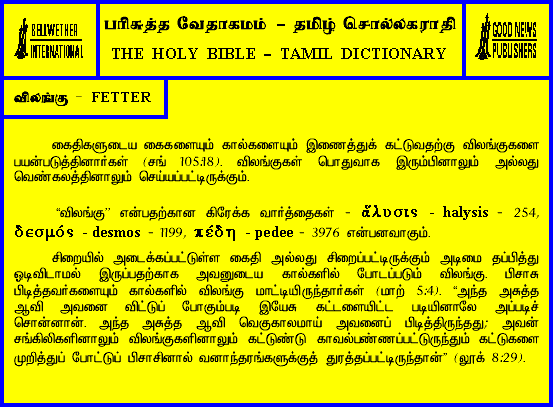 BELLWETHER
INTERNATIONAL
பரிசுத்த வேதாகமம் - தமிழ் சொல்லகராதி
THE HOLY BIBLE - TAMIL DICTIONARY
GOOD NEWS
PUBLISHERS
விலங்கு - FETTER
கைதிகளுடைய கைகளையும் கால்களையும் இணைத்துக் கட்டுவதற்கு விலங்குகளை
பயன்படுத்தினார்கள் (சங் 105:18). விலங்குகள் பொதுவாக இரும்பினாலும் அல்லது
வெண்கலத்தினாலும் செய்யப்பட்டிருக்கும்.
“விலங்கு” என்பதற்கான கிரேக்க வார்த்தைகள் - ἅλυσις - halysis - 254,
δεσμός - desmos - 1199, πέδη - pedee - 3976 என்பனவாகும்.
சிறையில் அடைக்கப்பட்டுள்ள கைதி அல்லது சிறைப்பட்டிருக்கும் அடிமை தப்பித்து
ஓடிவிடாமல் இருப்பதற்காக அவனுடைய கால்களில் போடப்படும் விலங்கு. பிசாசு
பிடித்தவர்களையும் கால்களில் விலங்கு மாட்டியிருந்தார்கள் (மாற் 5:4). “அந்த அசுத்த
ஆவி அவனை விட்டுப் போகும்படி இயேசு கட்டளையிட்ட படியினாலே அப்படிச்
சொன்னான். அந்த அசுத்த ஆவி வெகுகாலமாய் அவனைப் பிடித்திருந்தது; அவன்
சங்கிலிகளினாலும் விலங்குகளினாலும் கட்டுண்டு காவல்பண்ணப்பட்டுருந்தும் கட்டுகளை
முறித்துப் போட்டுப் பிசாசினால் வனாந்தரங்களுக்குத் துரத்தப்பட்டிருந்தான்” (லூக் 8:29).